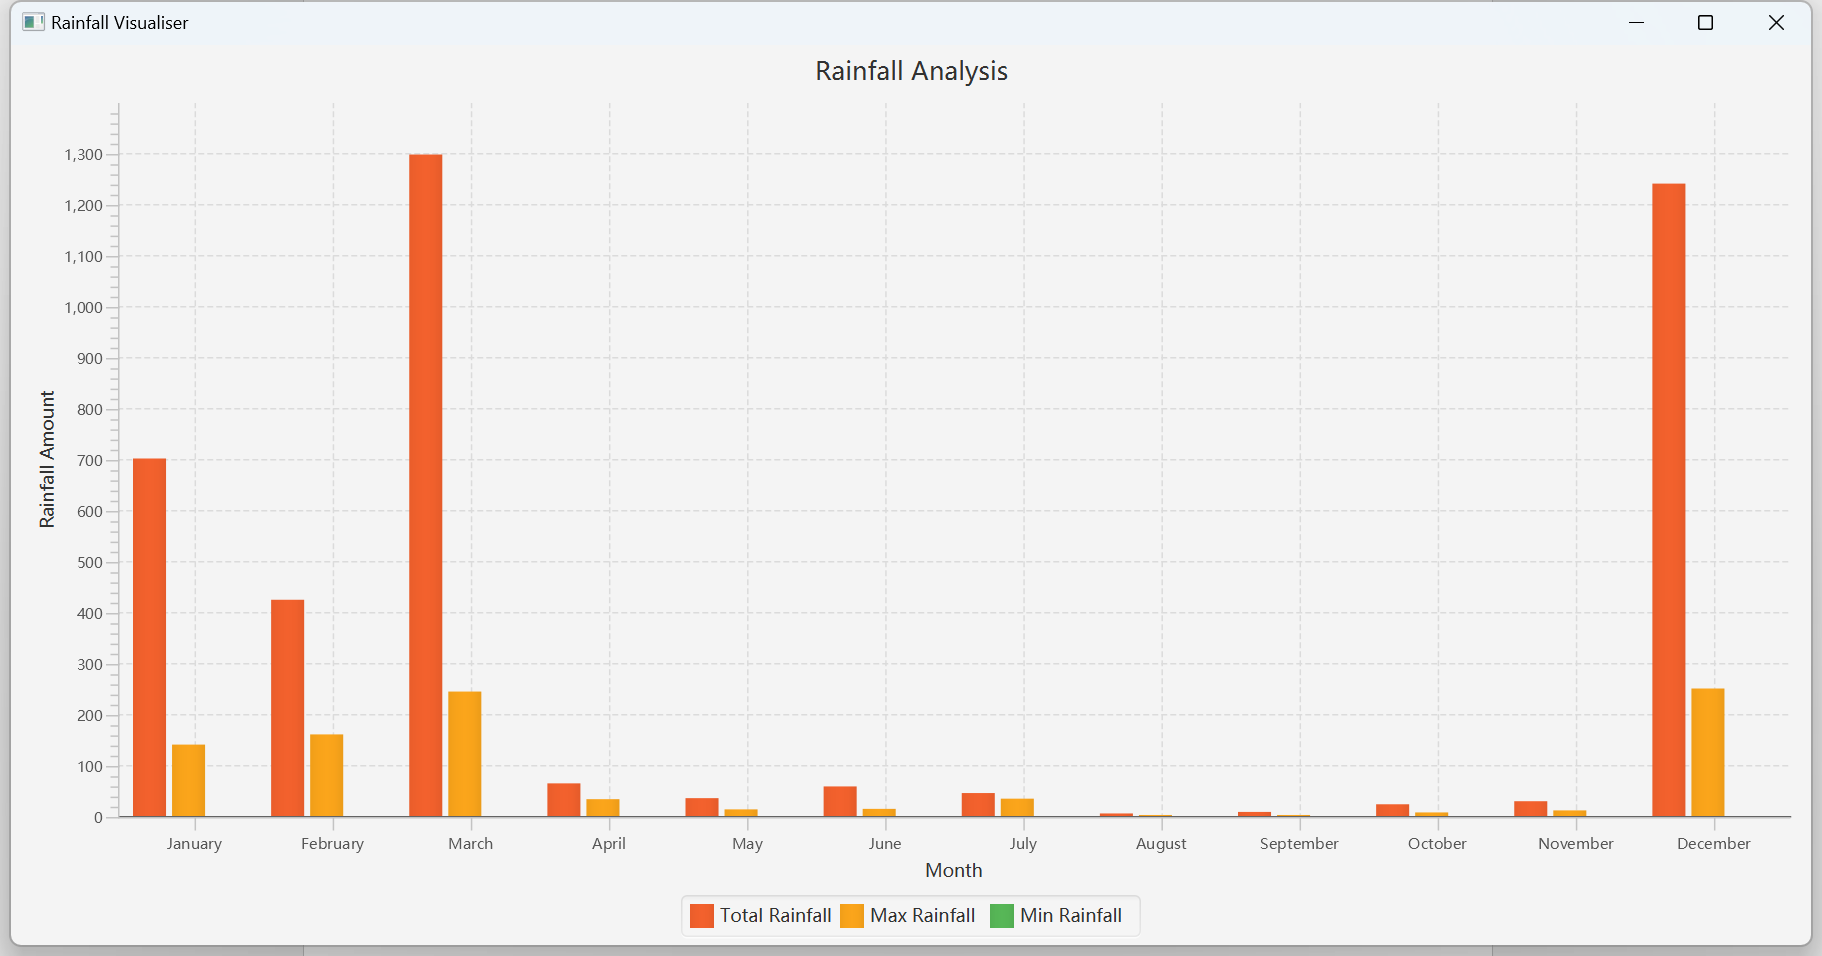 Rainfall Visualiser
Rainfall Analysis
1,300
1,200
1,100
1,000
900
800
700
600
500
400
300
200
100
0
Rainfall Amount
January February March April May June July August September October November December
Month
Total Rainfall Max Rainfall Min Rainfall